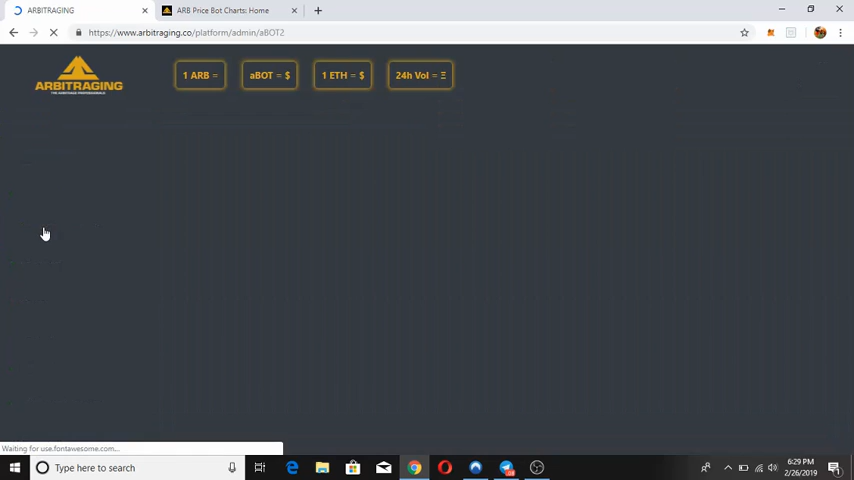 ARBITRAGING
ARB Price Bot Charts: Home
https://www.arbitraging.co/platform/admin/aBOT2
ARBITRAGING
1 ARB =
aBOT = $
1 ETH = $
24h Vol = Ξ
Waiting for use.fontawesome.com...
Type here to search
6:29 PM
2/26/2019